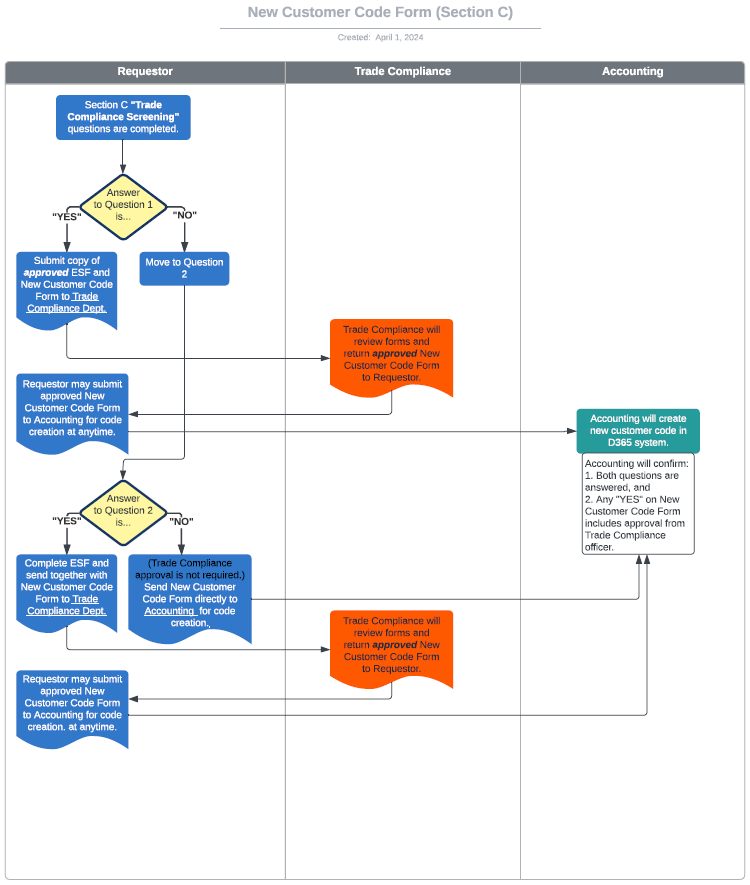 New Customer Code Form (Section C)
Created: April 1, 2024
Requestor
Trade Compliance
Accounting
Section C "Trade
Compliance Screening"
questions are completed.
Answer
to Question 1
is...
"YES"
"NO"
Submit copy of
approved ESF and
New Customer Code
Form to Trade
Compliance Dept.
Move to Question
2
Trade Compliance will
review forms and
return approved New
Customer Code Form
to Requestor.
Requestor may submit
approved New
Customer Code Form
to Accounting for code
creation at anytime.
Accounting will create
new customer code in
D365 system.
Accounting will confirm:
1. Both questions are
answered, and
2. Any "YES" on New
Customer Code Form
includes approval from
Trade Compliance
officer.
Answer
to Question 2
is...
"YES"
"NO"
Complete ESF and
send together with
New Customer Code
Form to Trade
Compliance Dept.
(Trade Compliance
approval is not required.)
Send New Customer
Code Form directly to
Accounting for code
creation.
Trade Compliance will
review forms and
return approved New
Customer Code Form
to Requestor.
Requestor may submit
approved New
Customer Code Form
to Accounting for code
creation. at anytime.